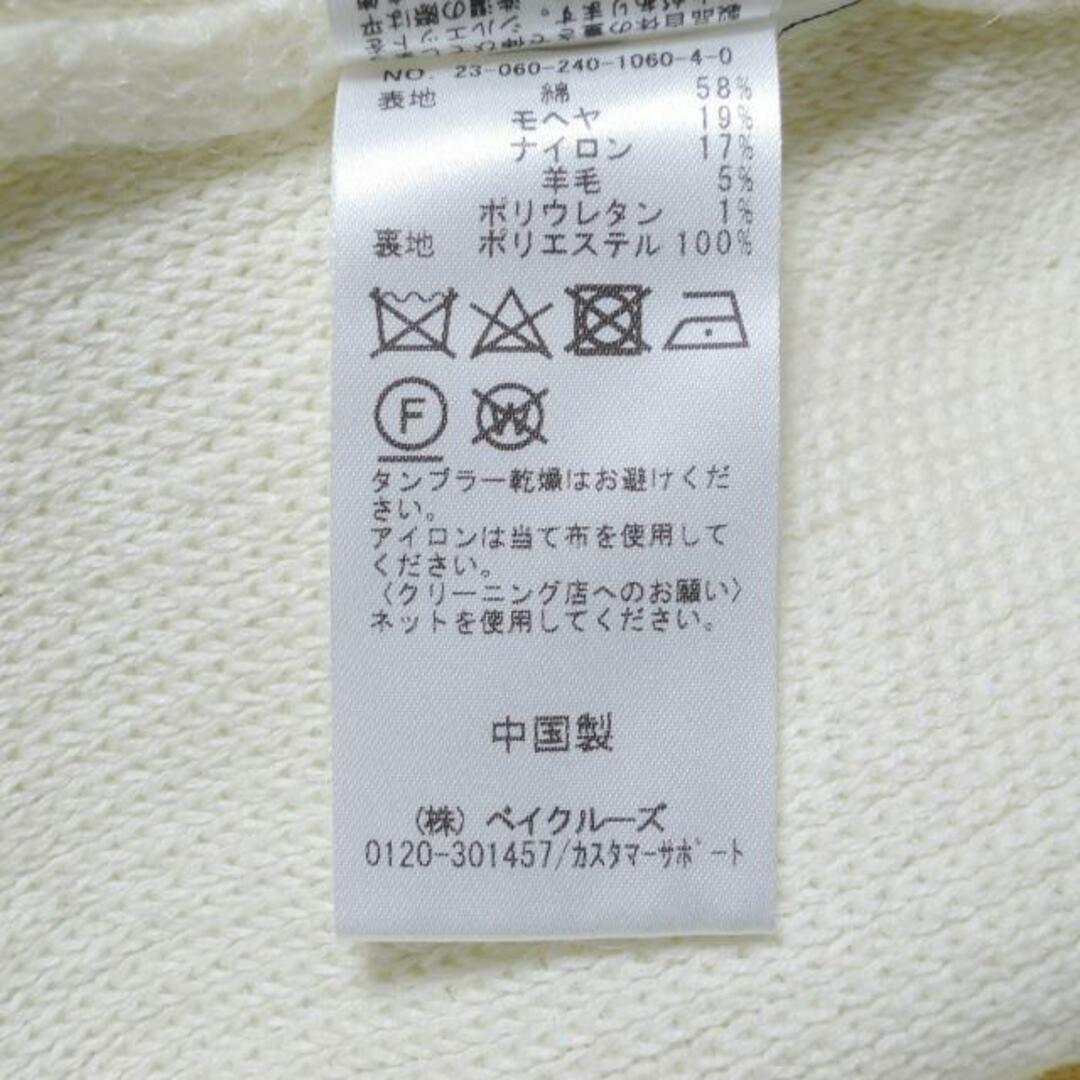 NO. 23-060-240-1060-4-0
表地 綿 58%
モヘヤ 19%
ナイロン 17%
羊毛 5%
ポリウレタン 1%
裏地 ポリエステル 100%
F
W
タンブラー乾燥はお避けくだ
さい。
アイロンは当て布を使用して
ください。
〈クリーニング店へのお願い〉
ネットを使用してください。
中国製
(株) ベイクルーズ
0120-301457/カスタマーサポート